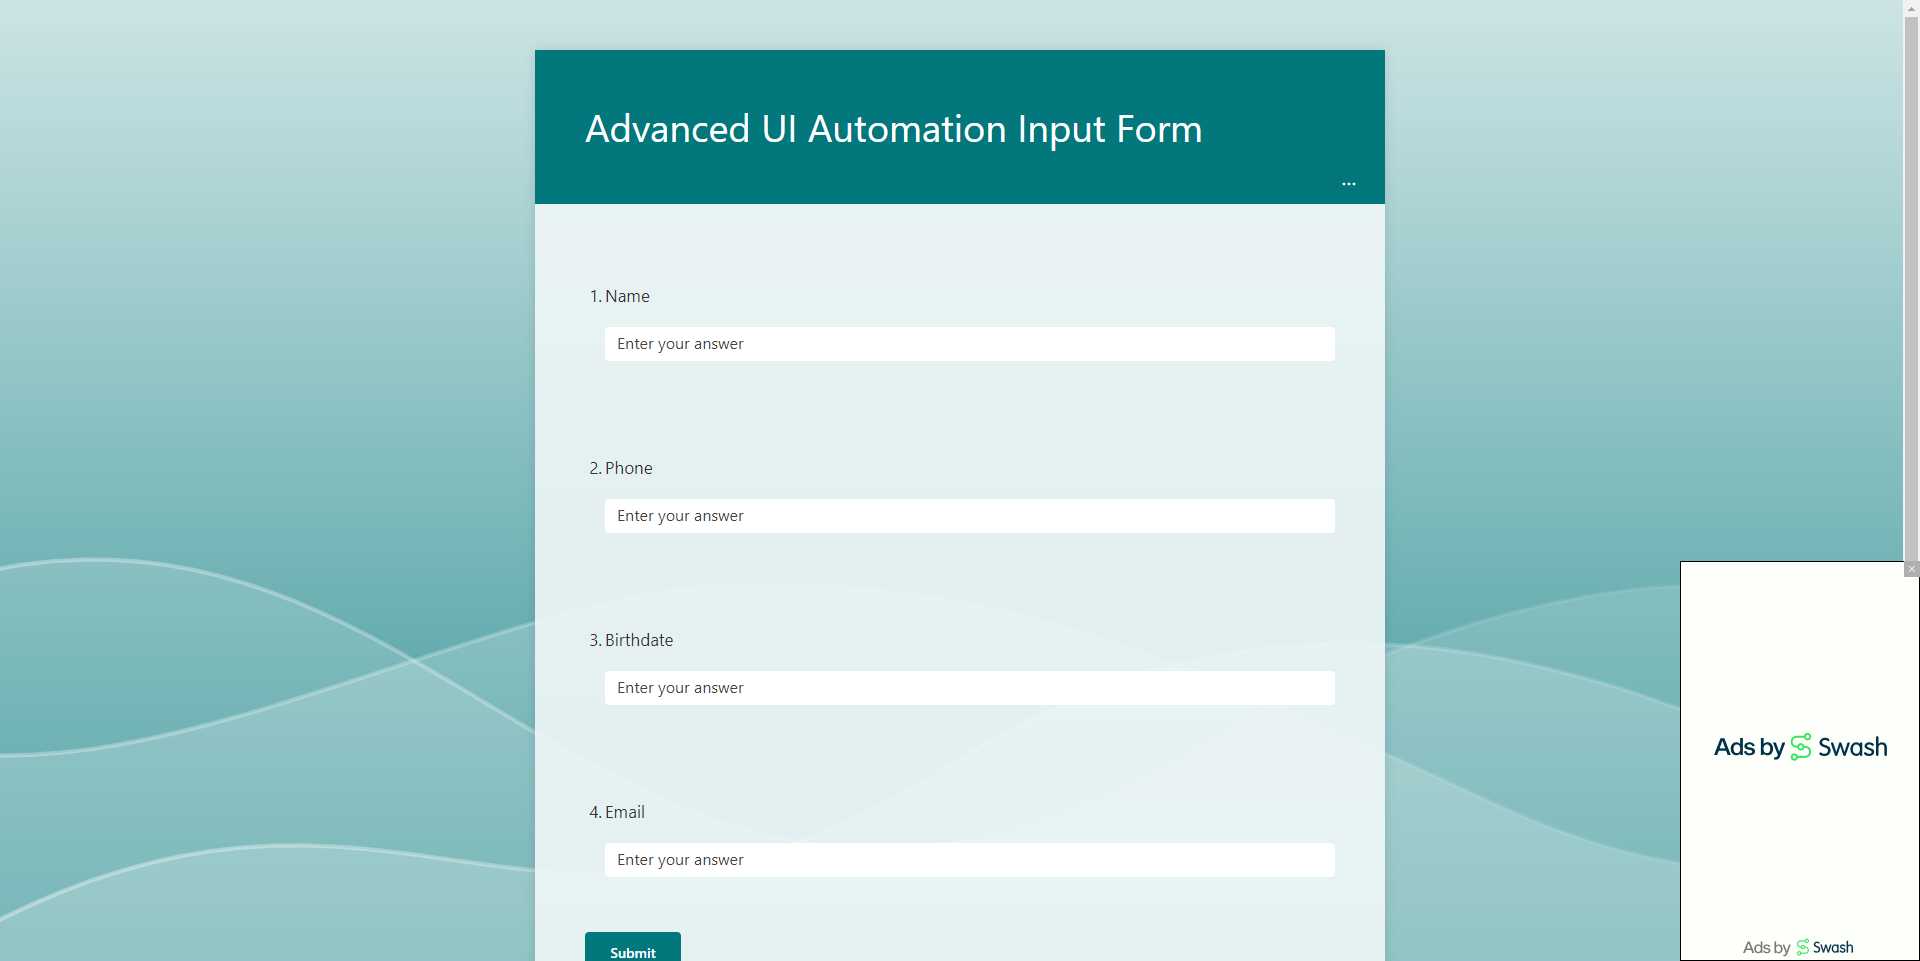 Advanced UI Automation Input Form
...
1. Name
Enter your answer
2. Phone
Enter your answer
3. Birthdate
Enter your answer
4. Email
Enter your answer
Submit
Ads by Swash
Ads by Swash